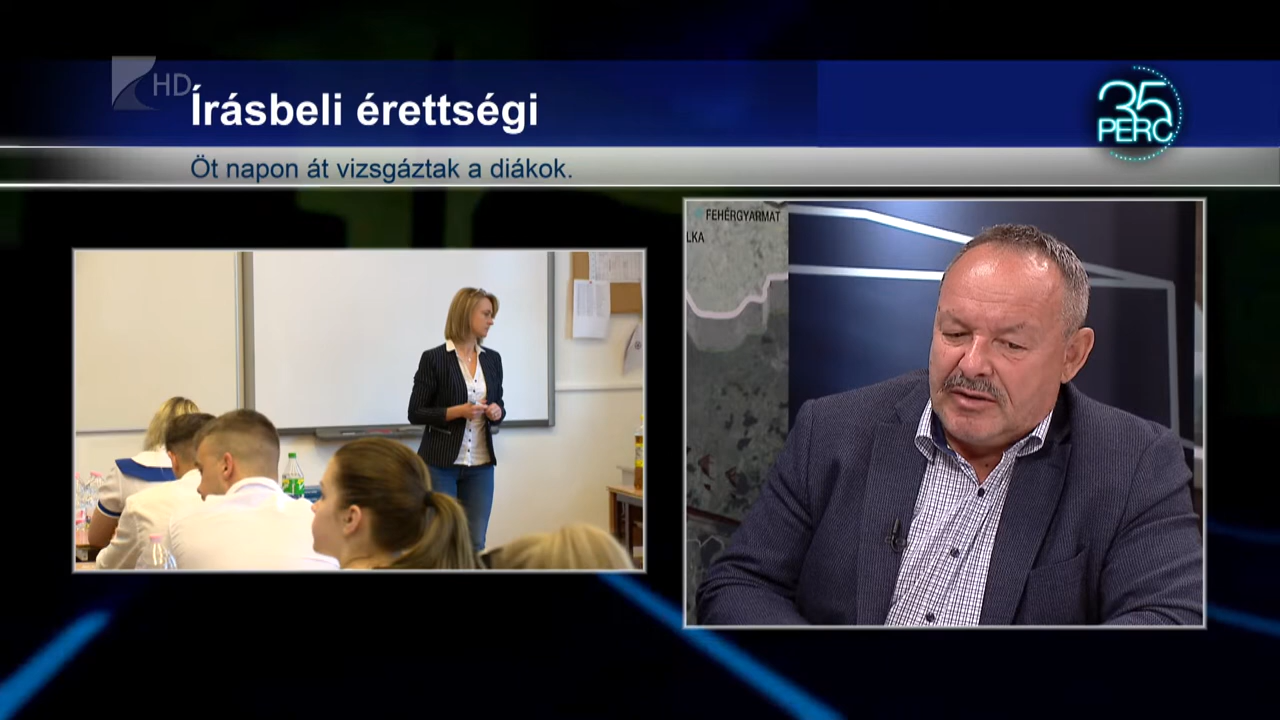 HD
Írásbeli érettségi
35
PERC
Öt napon át vizsgáztak a diákok.
FEHÉRGYARMAT
LKA